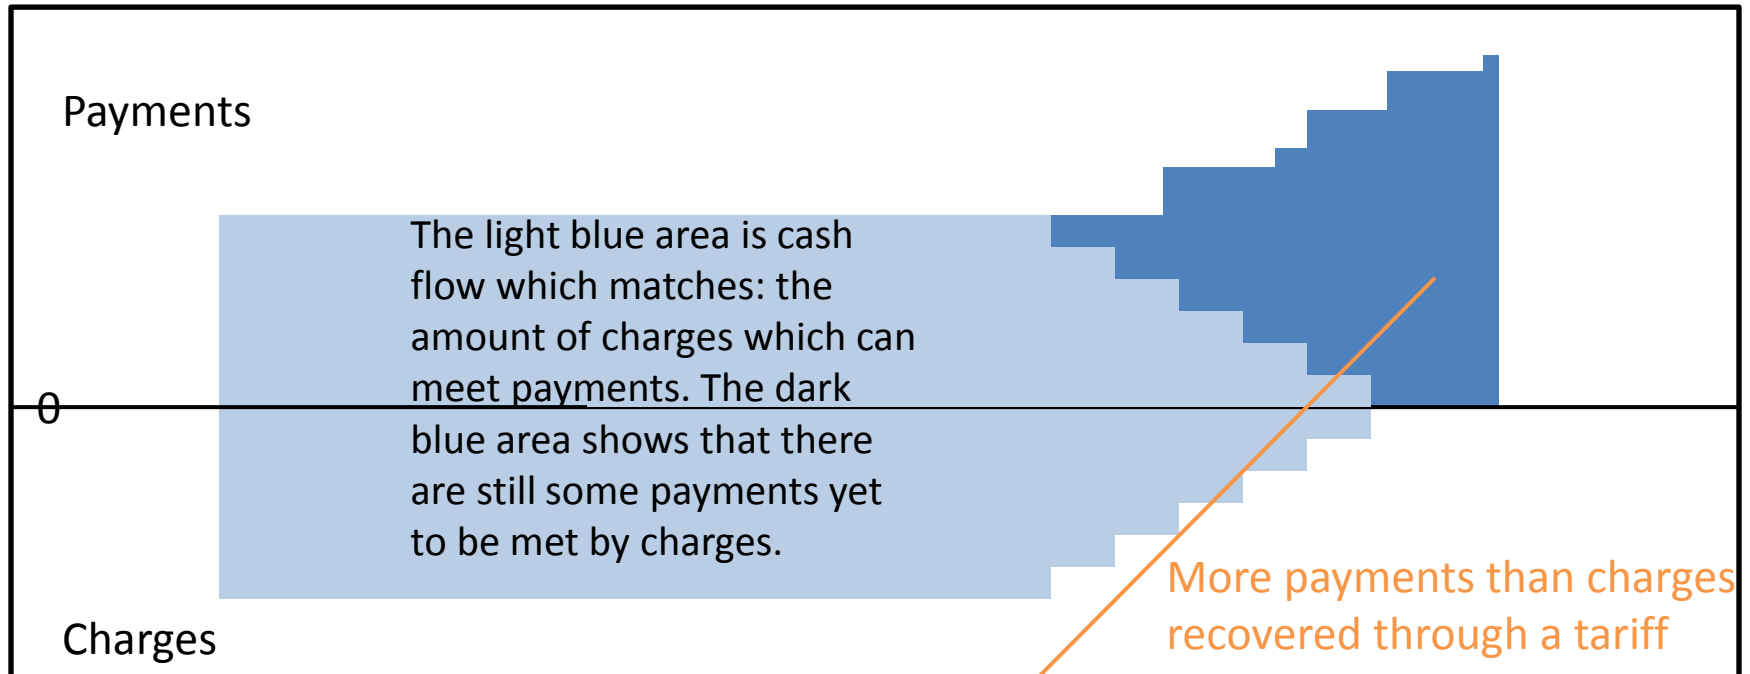 Payments
The light blue area is cash
flow which matches: the
amount of charges which can
meet payments. The dark
0
blue area shows that there
are still some payments yet
to be met by charges.
More payments than charges
recovered through a tariff
Charges